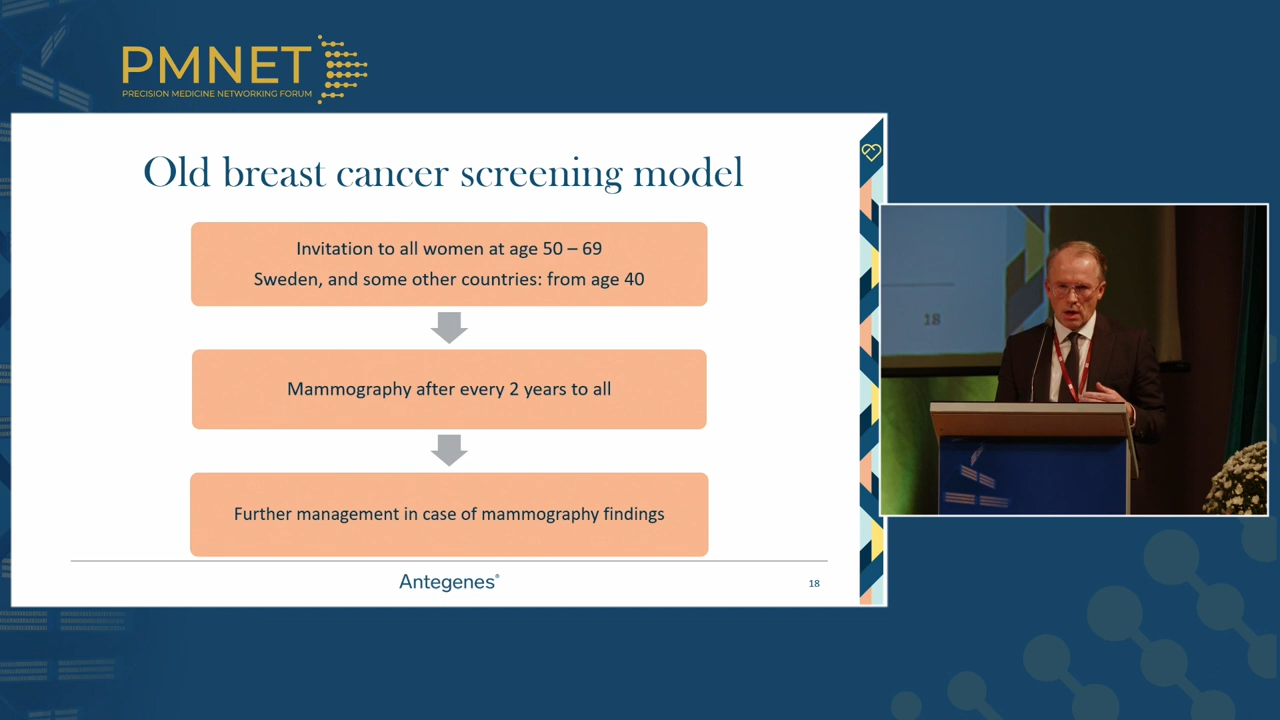 PMNET
PRECISION MEDICINE NETWORKING FORUM
Old breast cancer screening model
Invitation to all women at age 50 – 69
Sweden, and some other countries: from age 40
Mammography after every 2 years to all
Further management in case of mammography findings
Antegenes®
18
18